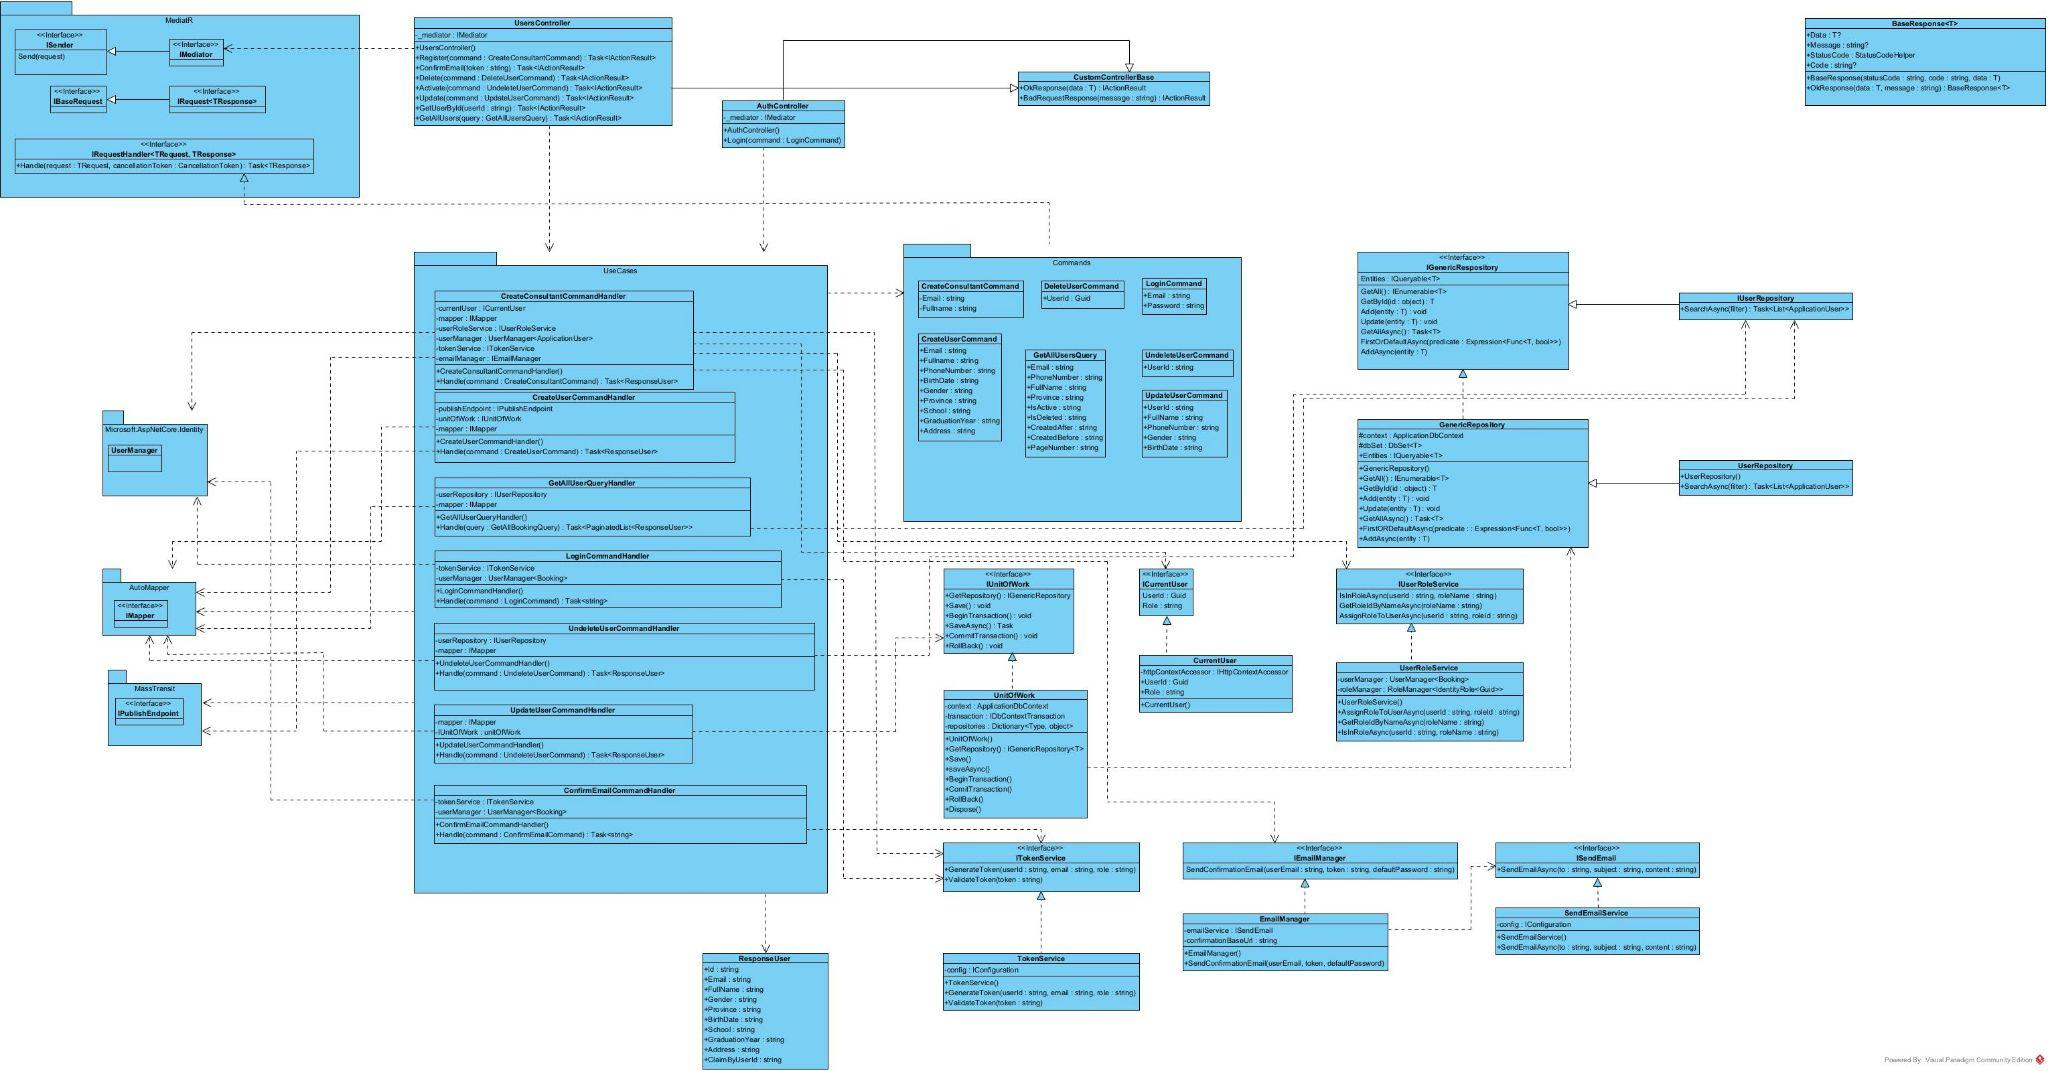 MediatR
<<Interface>>
ISender
Send(request)
<<Interface>>
IMediator
<<Interface>>
IBaseRequest
<<Interface>>
IRequest<TResponse>
<<Interface>>
IRequestHandler<TRequest, TResponse>
+Handle(request : TRequest, cancellationToken : CancellationToken) : Task<TResponse>
UsersController
-_mediator : IMediator
+UsersController()
+Register(command : CreateConsultantCommand) : Task<IActionResult>
+ConfirmEmail(token : string) : Task<IActionResult>
+Delete(command : DeleteUserCommand) : Task<IActionResult>
+Activate(command : UndeleteUserCommand) : Task<IActionResult>
+Update(command : UpdateUserCommand) : Task<IActionResult>
+GetUserById(userId : string) : Task<IActionResult>
+GetAllUsers(query : GetAllUsersQuery) : Task<IActionResult>
AuthController
-_mediator : IMediator
+AuthController()
+Login(command : LoginCommand)
CustomControllerBase
+OkResponse(data : T) : IActionResult
+BadRequestResponse(message : string) : IActionResult
BaseResponse<T>
+Data : T?
+Message : string?
+StatusCode : StatusCodeHelper
+Code : string?
+BaseResponse(statusCode : string, code : string, data : T)
+OkResponse(data : T, message : string) : BaseResponse<T>
UseCases
CreateConsultantCommandHandler
-currentUser : ICurrentUser
-mapper : IMapper
-userRoleService : IUserRoleService
-userManager : UserManager<ApplicationUser>
-tokenService : ITokenService
-emailManager : IEmailManager
+CreateConsultantCommandHandler()
+Handle(command : CreateConsultantCommand) : Task<ResponseUser>
CreateUserCommandHandler
-publishEndpoint : IPublishEndpoint
-unitOfWork : IUnitOfWork
-mapper : IMapper
+CreateUserCommandHandler()
+Handle(command : CreateUserCommand) : Task<ResponseUser>
GetAllUserQueryHandler
-userRepository : IUserRepository
-mapper : IMapper
+GetAllUserQueryHandler()
+Handle(query : GetAllBookingQuery) : Task<PaginatedList<ResponseUser>>
LoginCommandHandler
-tokenService : ITokenService
-userManager : UserManager<Booking>
+LoginCommandHandler()
+Handle(command : LoginCommand) : Task<string>
UndeleteUserCommandHandler
-userRepository : IUserRepository
-mapper : IMapper
+UndeleteUserCommandHandler()
+Handle(command : UndeleteUserCommand) : Task<ResponseUser>
UpdateUserCommandHandler
-mapper : IMapper
-IUnitOfWork : unitOfWork
+UpdateUserCommandHandler()
+Handle(command : UndeleteUserCommand) : Task<ResponseUser>
ConfirmEmailCommandHandler
-tokenService : ITokenService
-userManager : UserManager<Booking>
+ConfirmEmailCommandHandler()
+Handle(command : ConfirmEmailCommand) : Task<string>
Commands
CreateConsultantCommand
-Email : string
-Fullname : string
DeleteUserCommand
+UserId : Guid
LoginCommand
+Email : string
+Password : string
CreateUserCommand
+Email : string
+Fullname : string
+PhoneNumber : string
+BirthDate : string
+Gender : string
+Province : string
+School : string
+GraduationYear : string
+Address : string
GetAllUsersQuery
+Email : string
+PhoneNumber : string
+FullName : string
+Province : string
+IsActive : string
+IsDeleted : string
+CreatedAfter : string
+CreatedBefore : string
+PageNumber : string
UndeleteUserCommand
+UserId : string
UpdateUserCommand
+UserId : string
+FullName : string
+PhoneNumber : string
+Gender : string
+BirthDate : string
<<Interface>>
IGenericRespository
Entities : IQueryable<T>
GetAll() : IEnumerable<T>
GetById(id : object) : T
Add(entity : T) : void
Update(entity : T) : void
GetAllAsync() : Task<T>
FirstOrDefaultAsync(predicate : Expression<Func<T, bool>>)
AddAsync(entity : T)
IUserRepository
+SearchAsync(filter) : Task<List<ApplicationUser>>
GenericRepository
#context : ApplicationDbContext
#dbSet : DbSet<T>
+Entities : IQueryable<T>
+GenericRepository()
+GetAll() : IEnumerable<T>
+GetById(id : object) : T
+Add(entity : T) : void
+Update(entity : T) : void
+GetAllAsync() : Task<T>
+FirstORDefaultAsync(predicate : : Expression<Func<T, bool>>)
+AddAsync(entity : T)
UserRepository
+UserRepository()
+SearchAsync(filter) : Task<List<ApplicationUser>>
Microsoft.AspNetCore.Identity
UserManager
AutoMapper
<<Interface>>
IMapper
MassTransit
<<Interface>>
IPublishEndpoint
<<Interface>>
IUnitOfWork
+GetRepository() : IGenericRepository
+Save() : void
+BeginTransaction() : void
+SaveAsync() : Task
+CommitTransaction() : void
+RollBack() : void
UnitOfWork
-context : ApplicationDbContext
-transaction : IDbContextTransaction
-repositories : Dictionary<Type, object>
+UnitOfWork()
+GetRepository() : IGenericRepository<T>
+Save()
+saveAsync()
+BeginTransaction()
+ComitTransaction()
+RollBack()
+Dispose()
<<Interface>>
ICurrentUser
UserId : Guid
Role : string
CurrentUser
-httpContextAccessor : IHttpContextAccessor
+UserId : Guid
+Role : string
+CurrentUser()
<<Interface>>
IUserRoleService
IsInRoleAsync(userId : string, roleName : string)
GetRoleIdByNameAsync(roleName : string)
AssignRoleToUserAsync(userId : string, roleId : string)
UserRoleService
-userManager : UserManager<Booking>
-roleManager : RoleManager<IdentityRole<Guid>>
+UserRoleService()
+AssignRoleToUserAsync(userId : string, roleId : string)
+GetRoleIdByNameAsync(roleName : string)
+IsInRoleAsync(userId : string, roleName : string)
<<Interface>>
ITokenService
+GenerateToken(userId : string, email : string, role : string)
+ValidateToken(token : string)
TokenService
-config : IConfiguration
+TokenService()
+GenerateToken(userId : string, email : string, role : string)
+ValidateToken(token : string)
<<Interface>>
IEmailManager
SendConfirmationEmail(userEmail : string, token : string, defaultPassword : string)
EmailManager
-emailService : ISendEmail
-confirmationBaseUrl : string
+EmailManager()
+SendConfirmationEmail(userEmail, token, defaultPassword)
<<Interface>>
ISendEmail
+SendEmailAsync(to : string, subject : string, content : string)
SendEmailService
-config : IConfiguration
+SendEmailService()
+SendEmailAsync(to : string, subject : string, content : string)
ResponseUser
+Id : string
+Email : string
+FullName : string
+Gender : string
+Province : string
+BirthDate : string
+School : string
+GraduationYear : string
+Address : string
+ClaimByUserId : string
Powered By: Visual Paradigm Community Edition